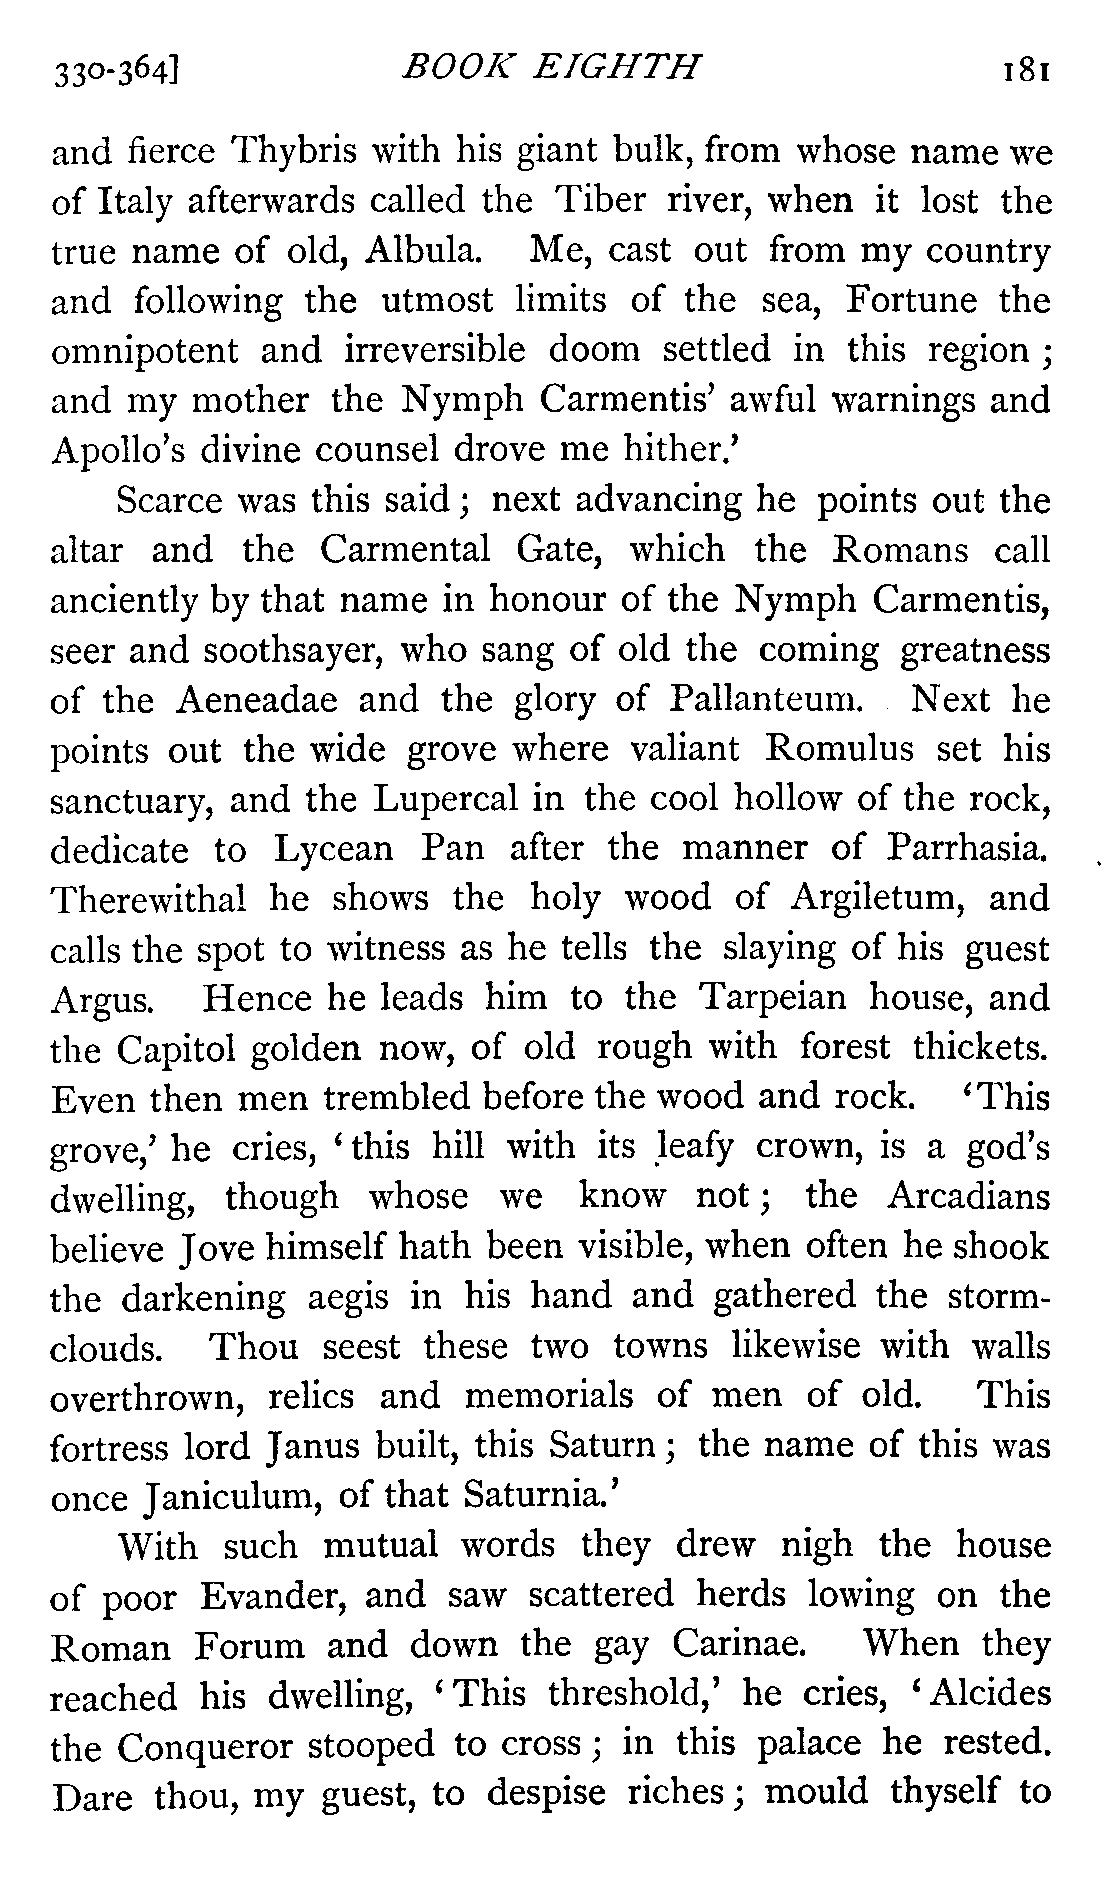 330-364] BOOK EIGHTH 181
and fierce Thybris with his giant bulk, from whose name we
of Italy afterwards called the Tiber river, when it lost the
true name of old, Albula. Me, cast out from my country
and following the utmost limits of the sea, Fortune the
omnipotent and irreversible doom settled in this region ;
and my mother the Nymph Carmentis' awful warnings and
Apollo's divine counsel drove me hither.'
Scarce was this said ; next advancing he points out the
altar and the Carmental Gate, which the Romans call
anciently by that name in honour of the Nymph Carmentis,
seer and soothsayer, who sang of old the coming greatness
of the Aeneadae and the glory of Pallanteum. Next he
points out the wide grove where valiant Romulus set his
sanctuary, and the Lupercal in the cool hollow of the rock,
dedicate to Lycean Pan after the manner of Parrhasia.
Therewithal he shows the holy wood of Argiletum, and
calls the spot to witness as he tells the slaying of his guest
Argus. Hence he leads him to the Tarpeian house, and
the Capitol golden now, of old rough with forest thickets.
Even then men trembled before the wood and rock. 'This
grove,' he cries, 'this hill with its leafy crown, is a god's
dwelling, though whose we know not ; the Arcadians
believe Jove himself hath been visible, when often he shook
the darkening aegis in his hand and gathered the storm-
clouds. Thou seest these two towns likewise with walls
overthrown, relics and memorials of men of old. This
fortress lord Janus built, this Saturn ; the name of this was
once Janiculum, of that Saturnia.'
With such mutual words they drew nigh the house
of poor Evander, and saw scattered herds lowing on the
Roman Forum and down the gay Carinae. When they
reached his dwelling, 'This threshold,' he cries, 'Alcides
the Conqueror stooped to cross ; in this palace he rested.
Dare thou, my guest, to despise riches ; mould thyself to